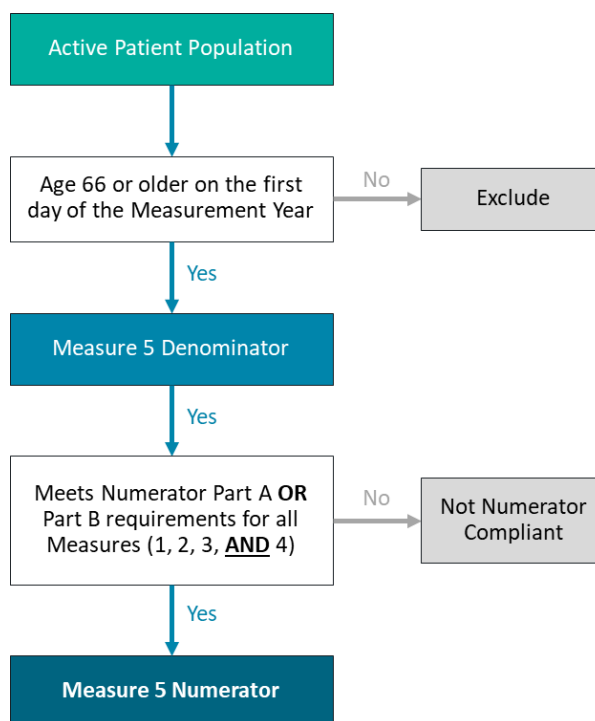 Active Patient Population
Age 66 or older on the first
day of the Measurement Year
No
Exclude
Yes
Measure 5 Denominator
Yes
Meets Numerator Part A OR
Part B requirements for all
Measures (1, 2, 3, AND 4)
No
Not Numerator
Compliant
Yes
Measure 5 Numerator